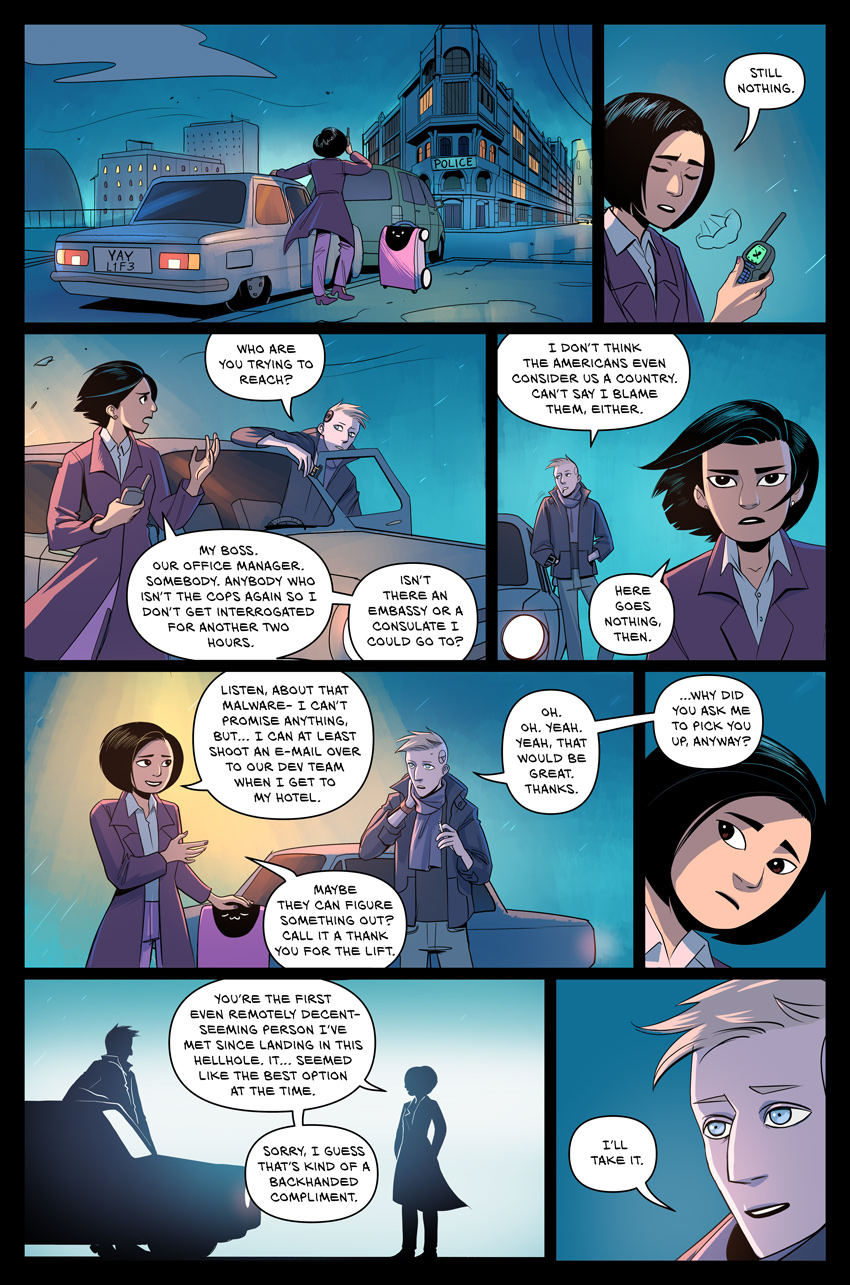 POLICE
YAY
L1F3
STILL
NOTHING.
WHO ARE
YOU TRYING TO
REACH?
MY BOSS.
OUR OFFICE MANAGER.
SOMEBODY. ANYBODY WHO
ISN'T THE COPS AGAIN SO I
DON'T GET INTERROGATED
FOR ANOTHER TWO
HOURS.
ISN'T
THERE AN
EMBASSY OR A
CONSULATE I
COULD GO TO?
I DON'T THINK
THE AMERICANS EVEN
CONSIDER US A COUNTRY.
CAN'T SAY I BLAME
THEM, EITHER.
HERE
GOES
NOTHING,
THEN.
LISTEN, ABOUT THAT
MALWARE- I CAN'T
PROMISE ANYTHING,
BUT... I CAN AT LEAST
SHOOT AN E-MAIL OVER
TO OUR DEV TEAM
WHEN I GET TO
MY HOTEL.
MAYBE
THEY CAN FIGURE
SOMETHING OUT?
CALL IT A THANK
YOU FOR THE LIFT.
OH.
OH. YEAH.
YEAH, THAT
WOULD BE
GREAT.
THANKS.
...WHY DID
YOU ASK ME
TO PICK YOU
UP, ANYWAY?
YOU'RE THE FIRST
EVEN REMOTELY DECENT-
SEEMING PERSON I'VE
MET SINCE LANDING IN THIS
HELLHOLE. IT... SEEMED
LIKE THE BEST OPTION
AT THE TIME.
SORRY, I GUESS
THAT'S KIND OF A
BACKHANDED
COMPLIMENT.
I'LL
TAKE IT.